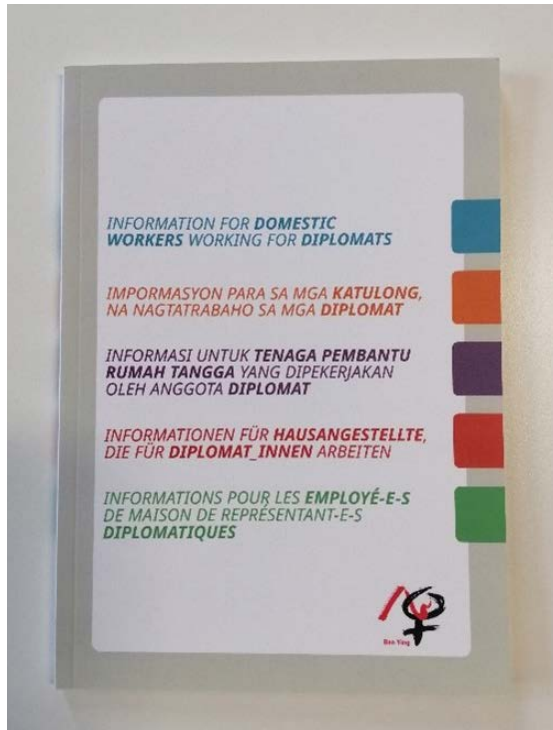 INFORMATION FOR DOMESTIC
WORKERS WORKING FOR DIPLOMATS
IMPORMASYON PARA SA MGA KATULONG,
NA NAGTATRABAHO SA MGA DIPLOMAT
INFORMASI UNTUK TENAGA PEMBANTU
RUMAH TANGGA YANG DIPEKERJAKAN
OLEH ANGGOTA DIPLOMAT
INFORMATIONEN FÜR HAUSANGESTELLTE,
DIE FÜR DIPLOMAT_INNEN ARBEITEN
INFORMATIONS POUR LES EMPLOYÉ-E-S
DE MAISON DE REPRÉSENTANT-E-S
DIPLOMATIQUES
Ban Ying